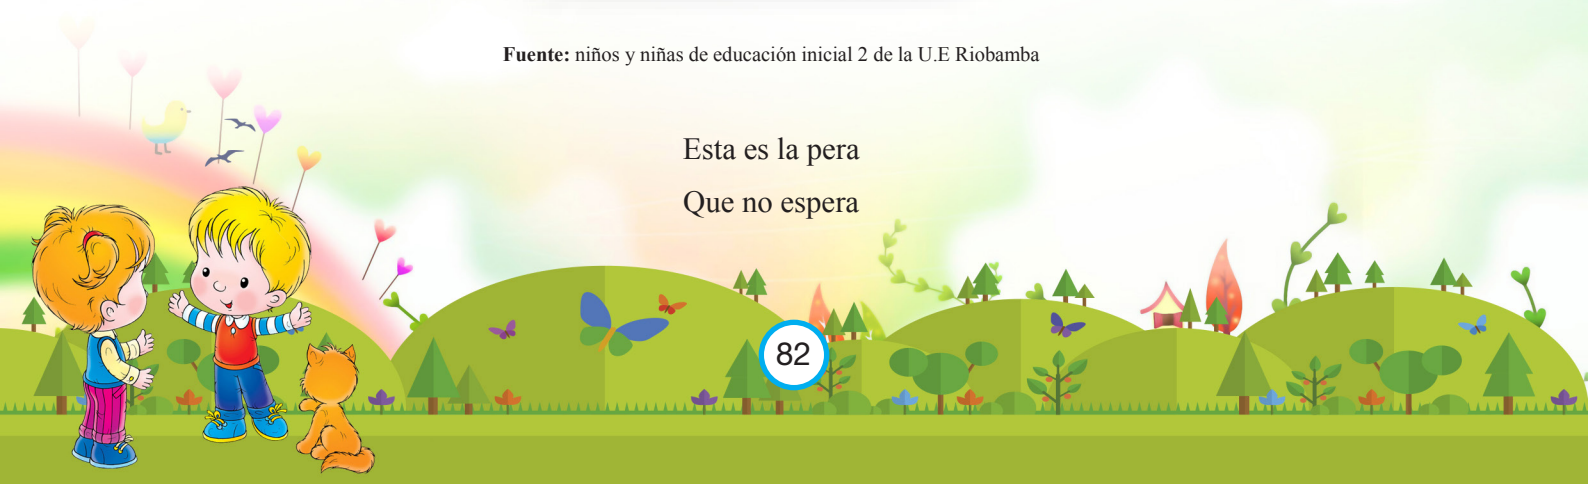 Fuente: niños y niñas de educación inicial 2 de la U.E Riobamba
Esta es la pera
Que no espera
82